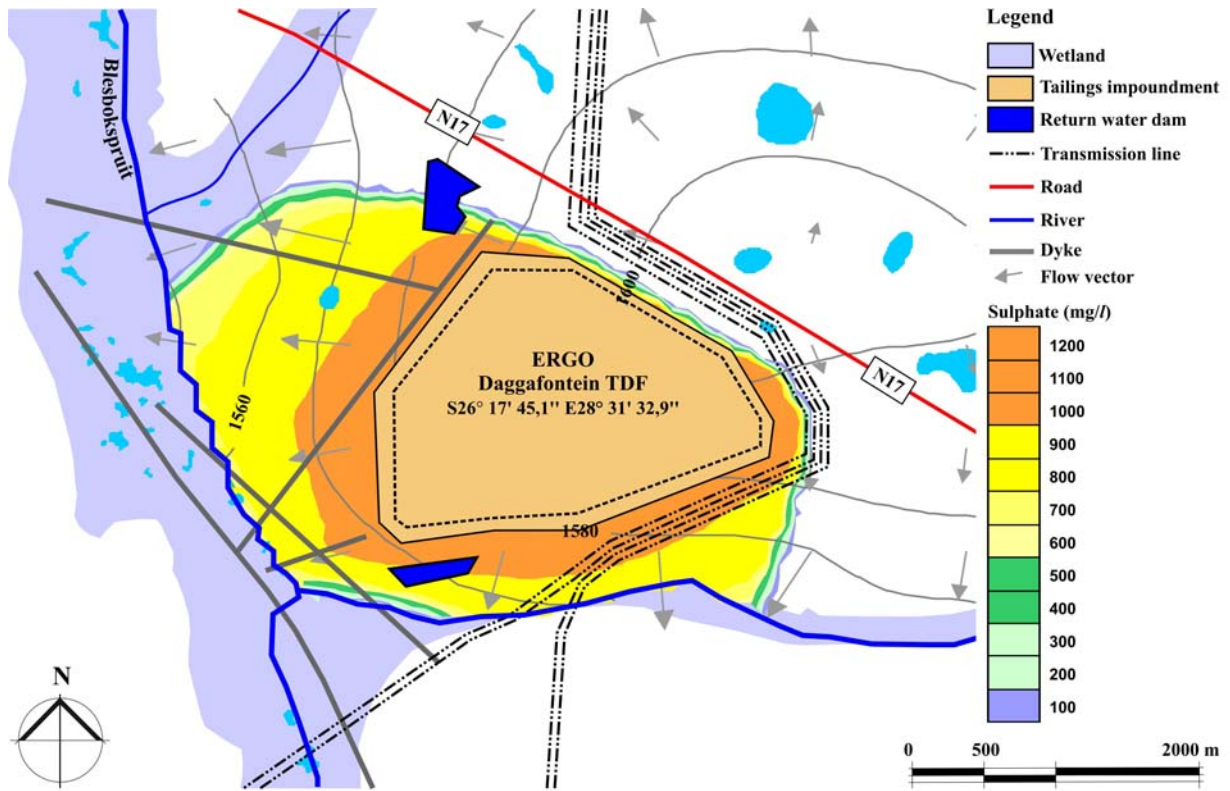 Blesbokspruit
N17
1600
ERGO
Daggafontein TDF
S26° 17' 45,1'' E28° 31' 32,9''
N17
1560
1580
N
Legend
Wetland
Tailings impoundment
Return water dam
Transmission line
Road
River
Dyke
Flow vector
Sulphate (mg/l)
1200
1100
1000
900
800
700
600
500
400
300
200
100
0 500 2000 m